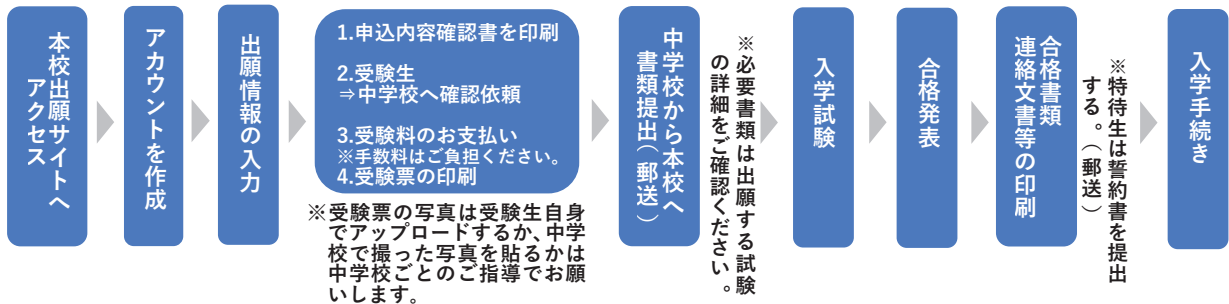 本校出願サイトへ
アクセス
アカウントを作成
出願情報の入力
1.申込内容確認書を印刷
2.受験生
⇒中学校へ確認依頼
3.受験料のお支払い
※手数料はご負担ください。
4.受験票の印刷
※受験票の写真は受験生自身
でアップロードするか、中学
校で撮った写真を貼るかは
中学校ごとのご指導でお願
いします。
中学校から本校へ
書類提出（郵送）
※必要書類は出願する試験
の詳細をご確認ください。
入学試験
合格発表
合格書類
連絡文書等の印刷
※特待生は誓約書を提出
する。（郵送）
入学手続き